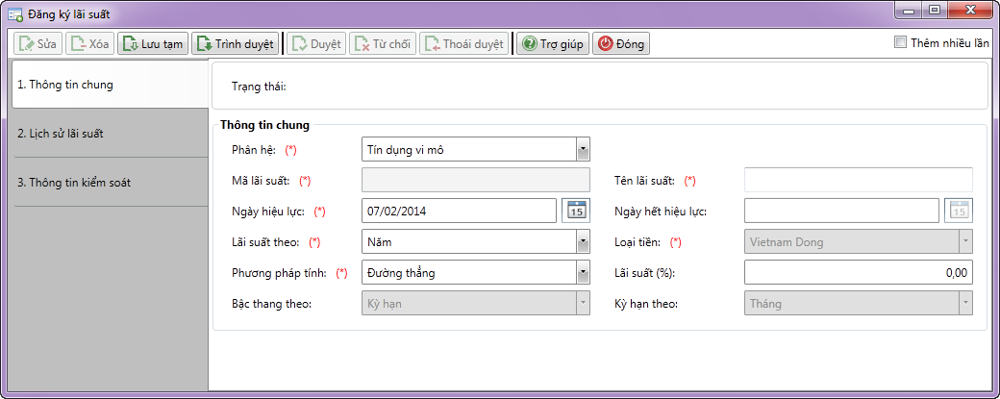 Đăng ký lãi suất
Sửa Xóa Lưu tạm Trình duyệt Duyệt Từ chối Thoái duyệt Trợ giúp Đóng Thêm nhiều lần
1. Thông tin chung
2. Lịch sử lãi suất
3. Thông tin kiểm soát
Trạng thái:
Thông tin chung
Phân hệ: (*) Tín dụng vi mô
Mã lãi suất: (*) Tên lãi suất: (*)
Ngày hiệu lực: (*) 07/02/2014 15 Ngày hết hiệu lực: 15
Lãi suất theo: (*) Năm Loại tiền: (*) Vietnam Dong
Phương pháp tính: (*) Đường thẳng Lãi suất (%): 0,00
Bậc thang theo: Kỳ hạn Kỳ hạn theo: Tháng